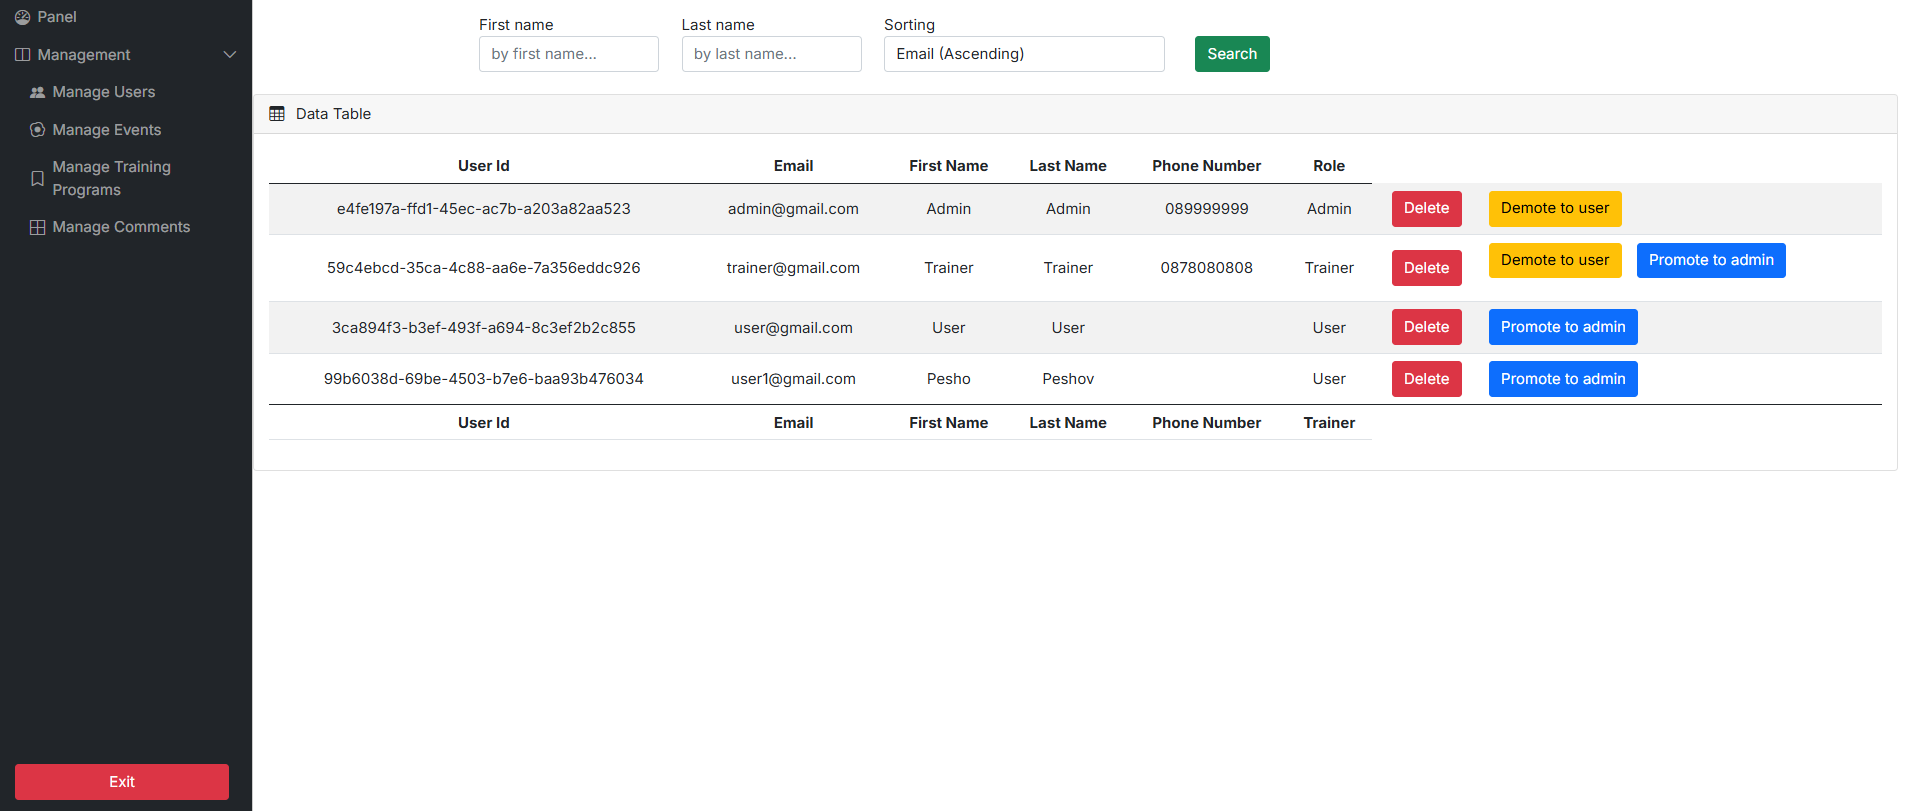 Panel
Management
Manage Users
Manage Events
Manage Training
Programs
Manage Comments
Exit
First name Last name Sorting
by first name... by last name... Email (Ascending) Search
Data Table
User Id Email First Name Last Name Phone Number Role
e4fe197a-ffd1-45ec-ac7b-a203a82aa523 admin@gmail.com Admin Admin 089999999 Admin Delete Demote to user
59c4ebcd-35ca-4c88-aa6e-7a356eddc926 trainer@gmail.com Trainer Trainer 0878080808 Trainer Delete Demote to user Promote to admin
3ca894f3-b3ef-493f-a694-8c3ef2b2c855 user@gmail.com User User User Delete Promote to admin
99b6038d-69be-4503-b7e6-baa93b476034 user1@gmail.com Pesho Peshov User Delete Promote to admin
User Id Email First Name Last Name Phone Number Trainer